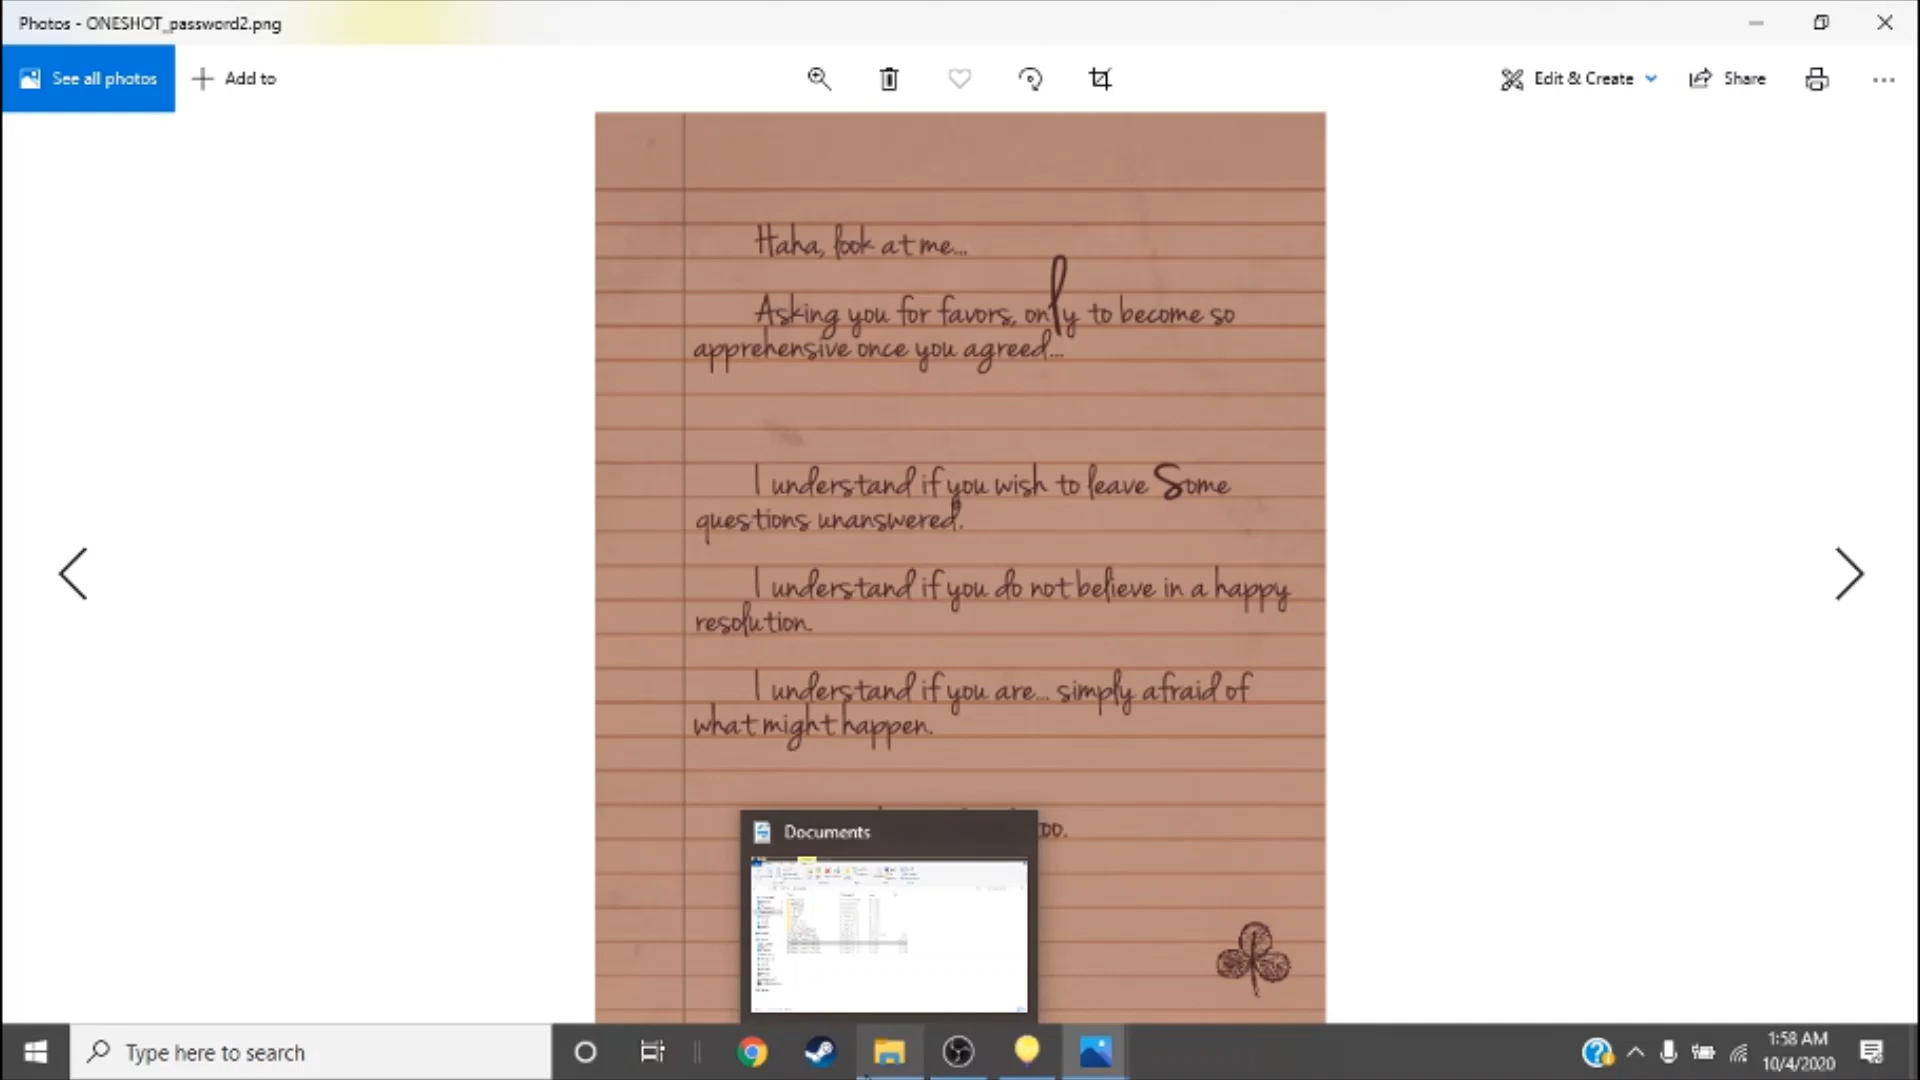 Photos - ONESHOT_password2.png
See all photos
Add to
Edit & Create
Share
Haha, look at me...
Asking you for favors, only to become so
apprehensive once you agreed...
I understand if you wish to leave Some
questions unanswered.
I understand if you do not believe in a happy
resolution.
I understand if you are... simply afraid of
what might happen.
Documents
Type here to search
1:58 AM
10/4/2020